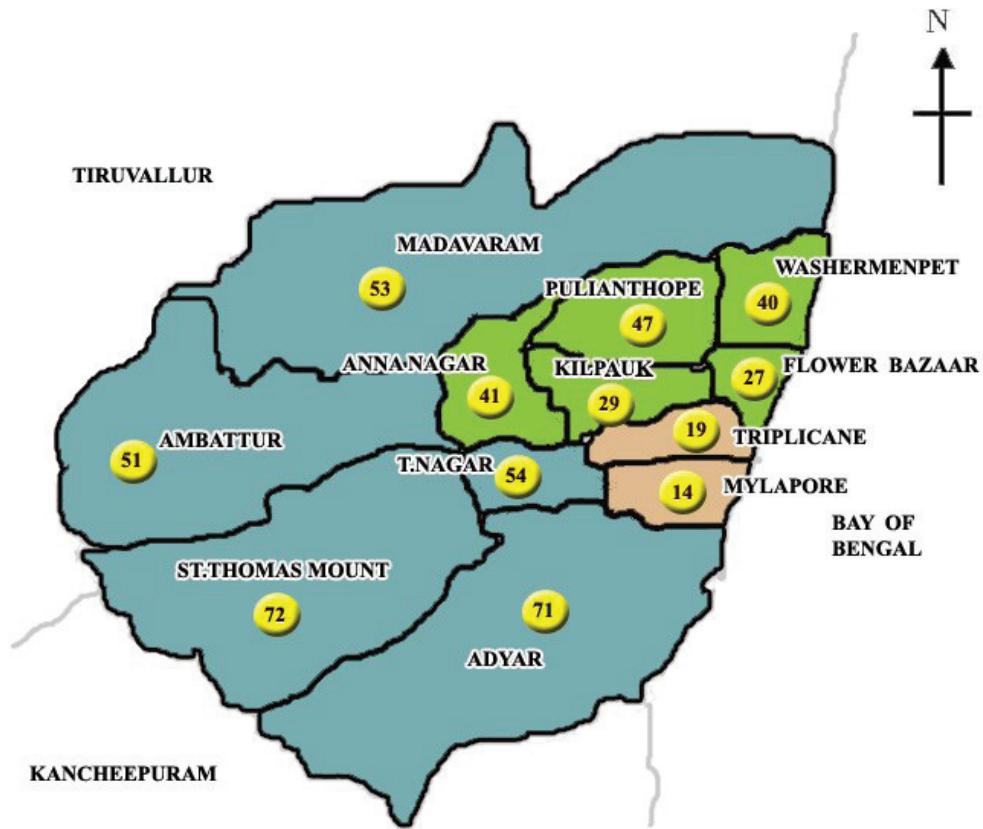 N
TIRUVALLUR
MADAVARAM
53
WASHERMENPET
40
PULIANTHOPE
47
ANNA NAGAR
41
KILPAUK
29
FLOWER BAZAAR
27
AMBATTUR
51
TRIPLICANE
19
T.NAGAR
54
MYLAPORE
14
BAY OF
BENGAL
ST.THOMAS MOUNT
72
71
ADYAR
KANCHEEPURAM